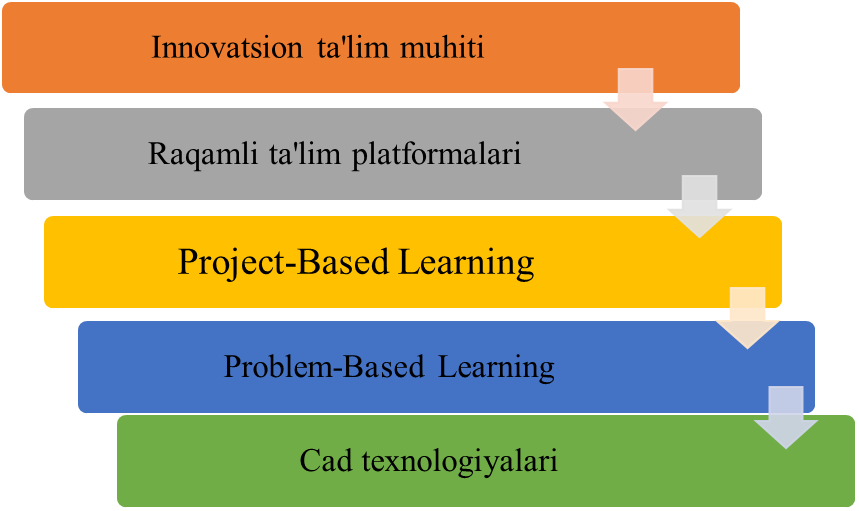 Innovatsion ta'lim muhiti
Raqamli ta'lim platformalari
Project-Based Learning
Problem-Based Learning
Cad texnologiyalari